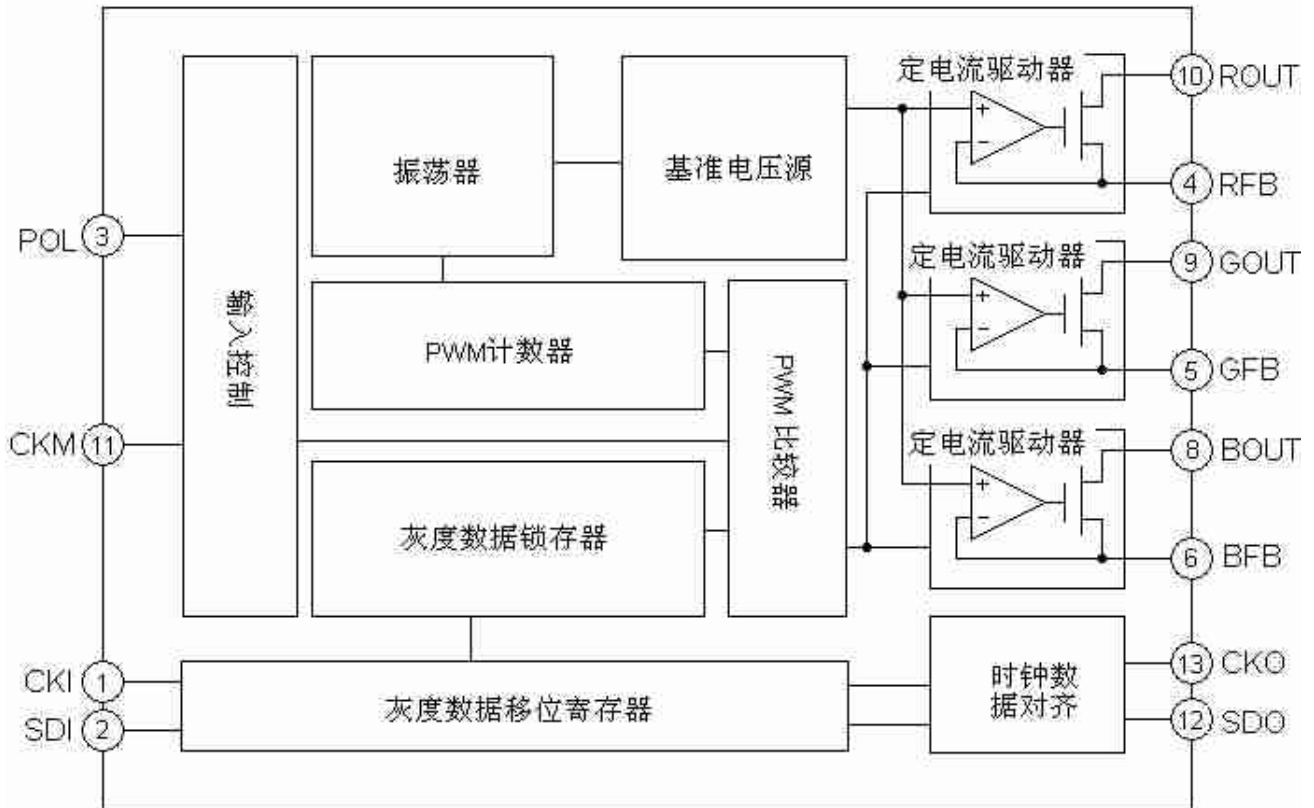 定电流驱动器
10 ROUT
振荡器
基准电压源
4 RFB
POL 3
定电流驱动器
9 GOUT
输入控制
PWM计数器
PWM 比较器
5 GFB
CKM 11
定电流驱动器
8 BOUT
灰度数据锁存器
6 BFB
CKI 1
灰度数据移位寄存器
时钟数
据对齐
13 CKO
SDI 2
12 SDO
+
−
+
−
+
−